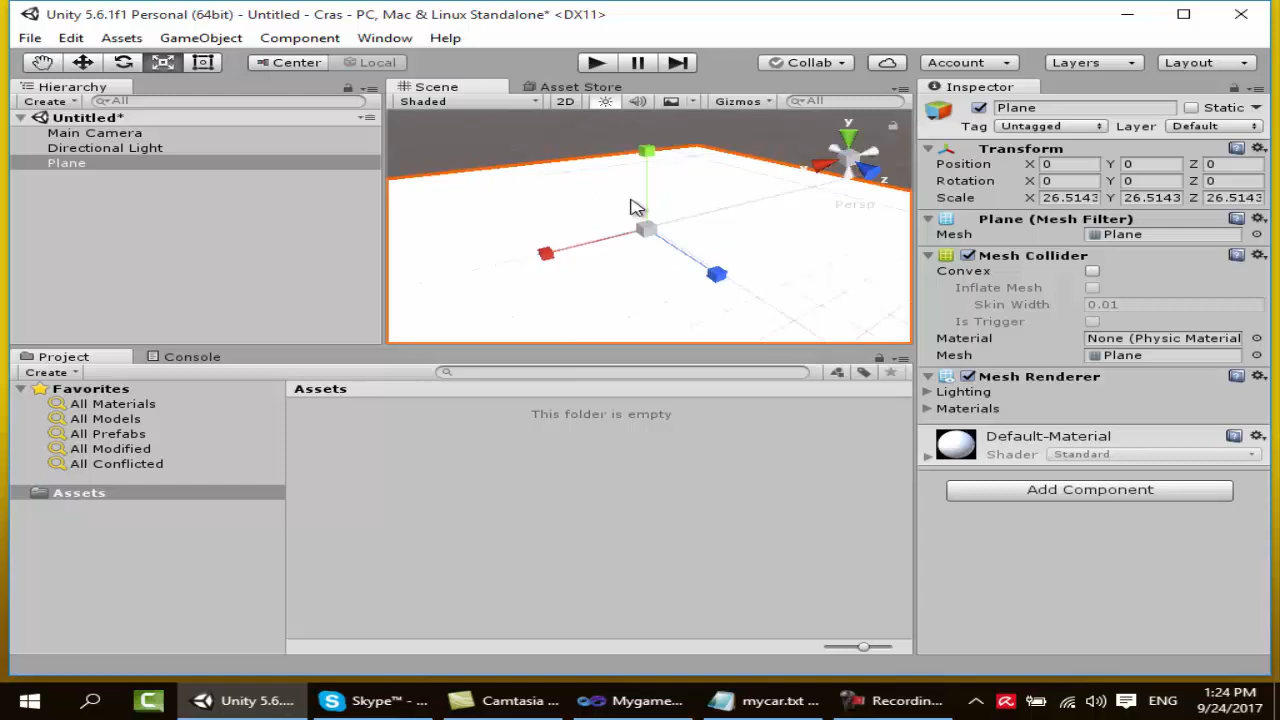 Unity 5.6.1f1 Personal (64bit) - Untitled - Cras - PC, Mac & Linux Standalone* <DX11>
File Edit Assets GameObject Component Window Help
Center Local Collab Account Layers Layout
Hierarchy
Create All
Untitled*
Main Camera
Directional Light
Plane
Scene Asset Store
Shaded 2D Gizmos All
y
x
z
Persp
Inspector
Plane Static
Tag Untagged Layer Default
Transform
Position X 0 Y 0 Z 0
Rotation X 0 Y 0 Z 0
Scale X 26.5143 Y 26.5143 Z 26.5143
Plane (Mesh Filter)
Mesh Plane
Mesh Collider
Convex
Inflate Mesh
Skin Width 0.01
Is Trigger
Material None (Physic Material
Mesh Plane
Mesh Renderer
Lighting
Materials
Default-Material
Shader Standard
Add Component
Project Console
Create
Favorites
All Materials
All Models
All Prefabs
All Modified
All Conflicted
Assets
Assets
This folder is empty
Unity 5.6.... Skype™ - ... Camtasia ... Mygame... mycar.txt ... Recordin... ENG
1:24 PM
9/24/2017